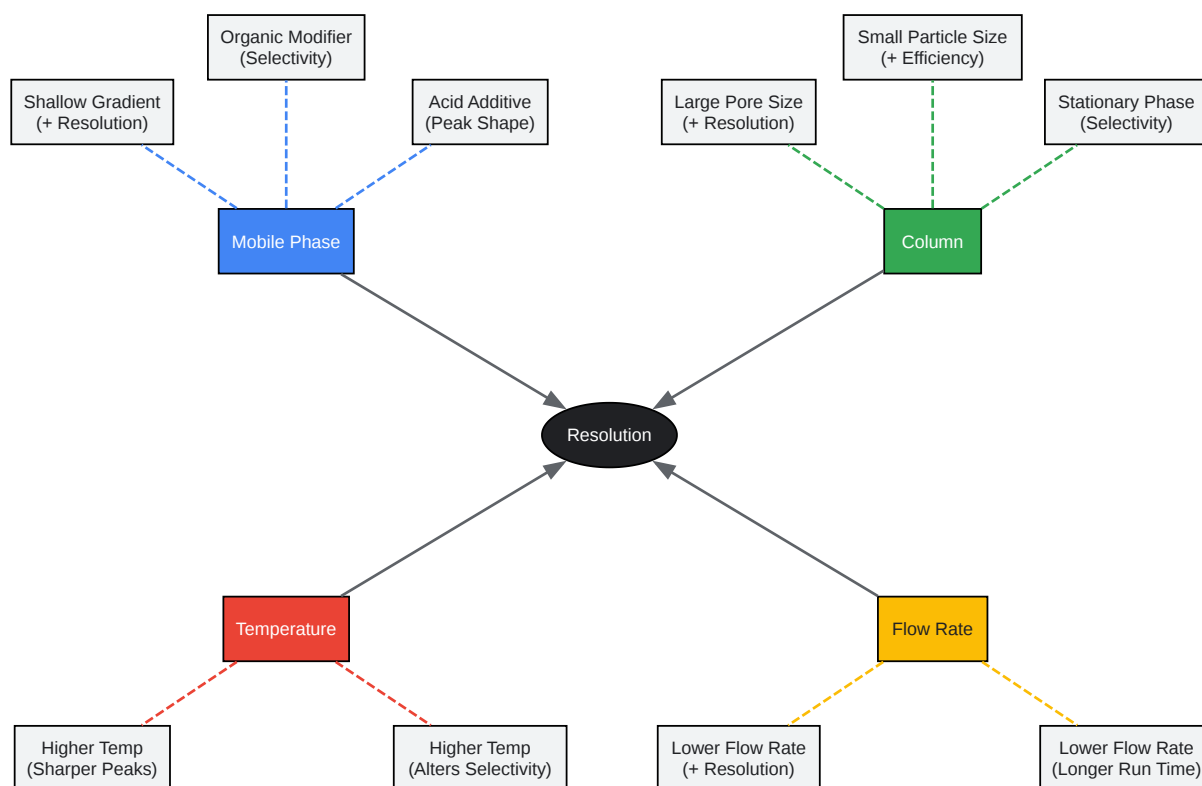 Organic Modifier
(Selectivity)
Small Particle Size
(+ Efficiency)
Shallow Gradient
(+ Resolution)
Acid Additive
(Peak Shape)
Large Pore Size
(+ Resolution)
Stationary Phase
(Selectivity)
Mobile Phase
Column
Resolution
Temperature
Flow Rate
Higher Temp
(Sharper Peaks)
Higher Temp
(Alters Selectivity)
Lower Flow Rate
(+ Resolution)
Lower Flow Rate
(Longer Run Time)